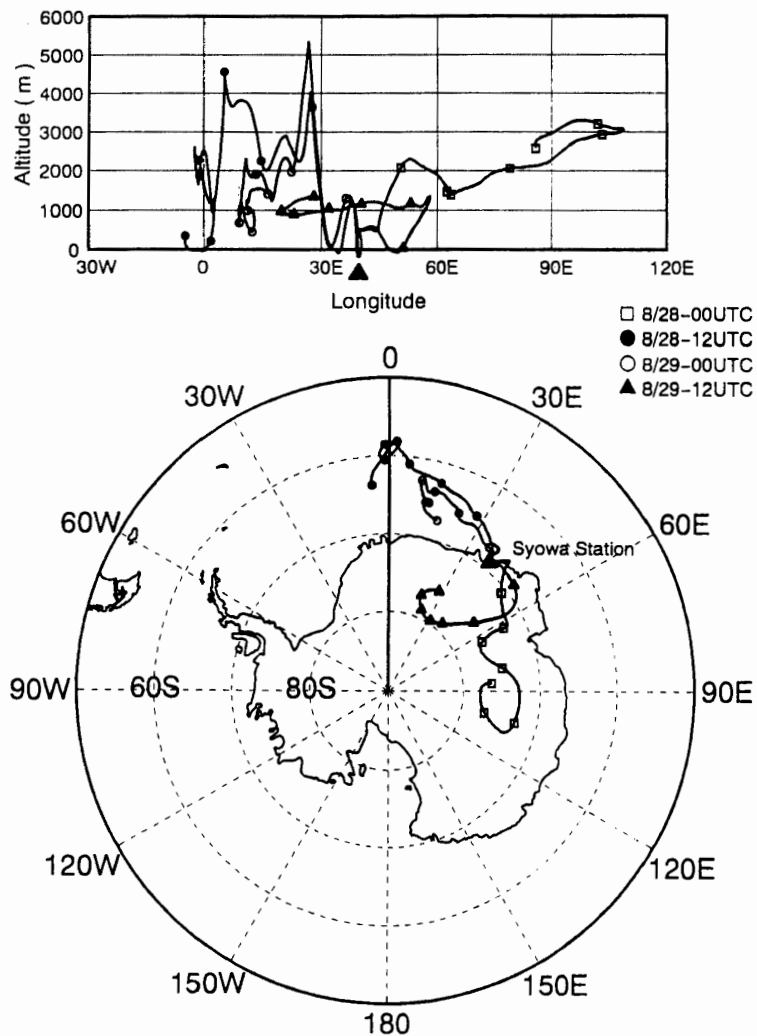 6000
5000
4000
3000
2000
1000
0
Altitude ( m )
30W 0 30E 60E 90E 120E
Longitude
8/28-00UTC
8/28-12UTC
8/29-00UTC
8/29-12UTC
0
30W 30E
60W 60E
Syowa Station
90W 60S 80S 90E
120W 120E
150W 150E
180